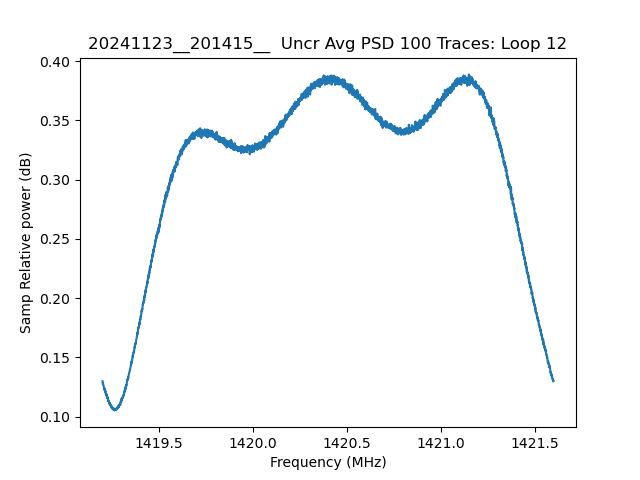 20241123__201415__  Uncr Avg PSD 100 Traces: Loop 12
0.40
0.35
0.30
0.25
0.20
0.15
0.10
Samp Relative power (dB)
1419.5 1420.0 1420.5 1421.0 1421.5
Frequency (MHz)